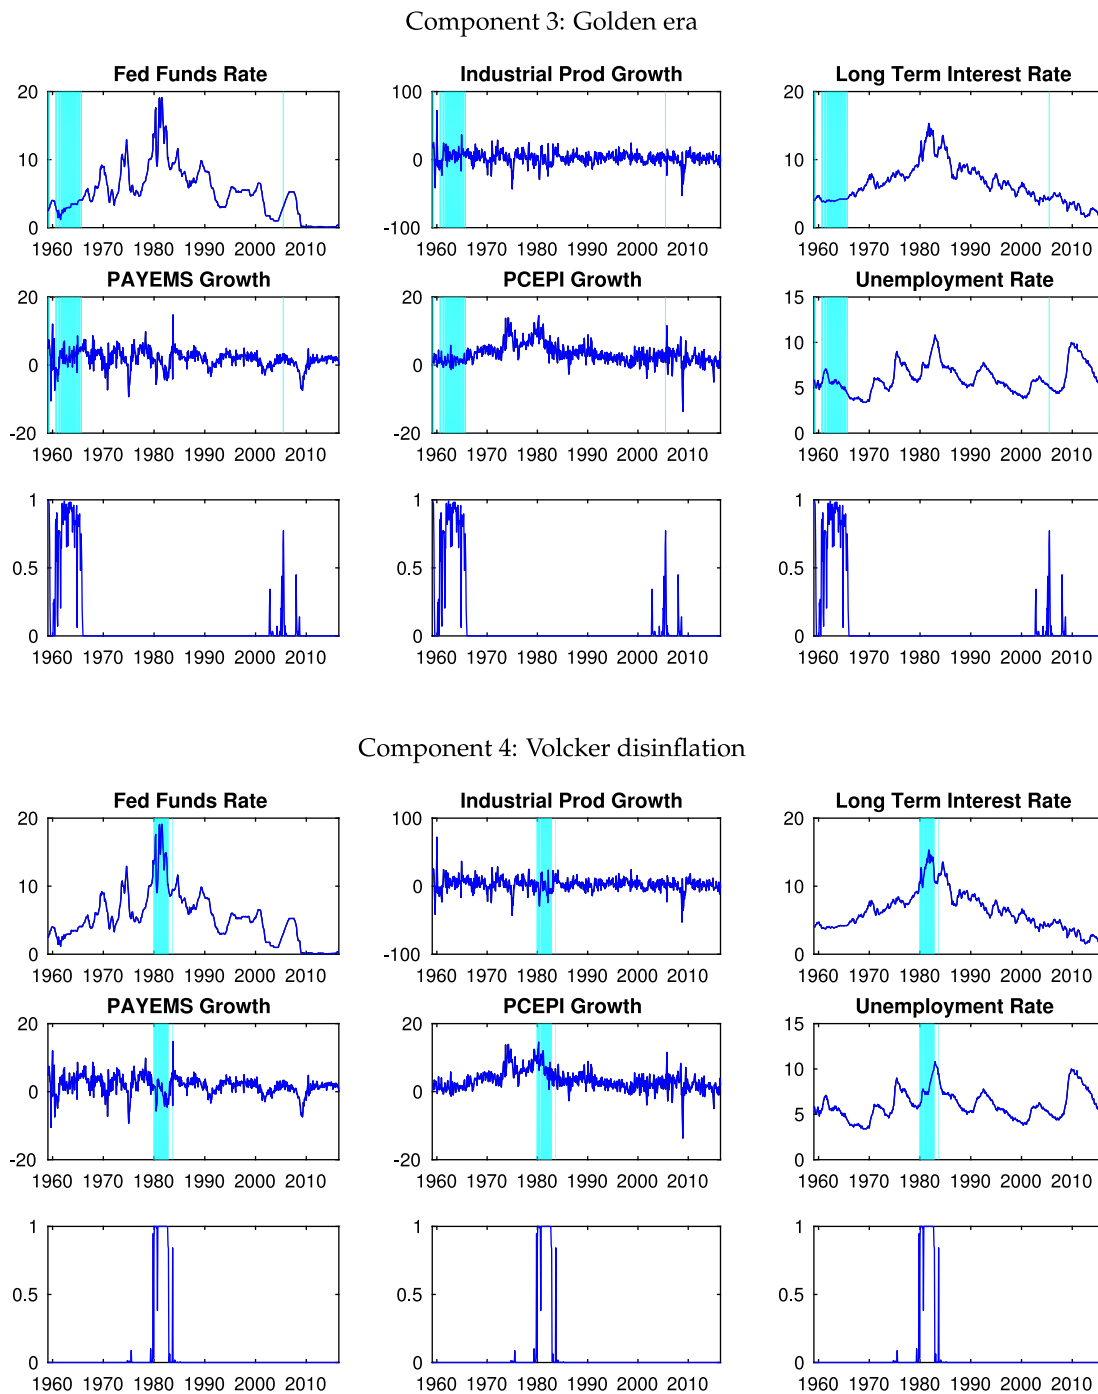 Component 3: Golden era
Fed Funds Rate Industrial Prod Growth Long Term Interest Rate
20 100 20
10 0 10
0 -100 0
1960 1970 1980 1990 2000 2010 1960 1970 1980 1990 2000 2010 1960 1970 1980 1990 2000 2010
PAYEMS Growth PCEPI Growth Unemployment Rate
20 20 15
10
0 0
5
-20 -20 0
1960 1970 1980 1990 2000 2010 1960 1970 1980 1990 2000 2010 1960 1970 1980 1990 2000 2010
1 1 1
0.5 0.5 0.5
0 0 0
1960 1970 1980 1990 2000 2010 1960 1970 1980 1990 2000 2010 1960 1970 1980 1990 2000 2010
Component 4: Volcker disinflation
Fed Funds Rate Industrial Prod Growth Long Term Interest Rate
20 100 20
10 0 10
0 -100 0
1960 1970 1980 1990 2000 2010 1960 1970 1980 1990 2000 2010 1960 1970 1980 1990 2000 2010
PAYEMS Growth PCEPI Growth Unemployment Rate
20 20 15
10
0 0
5
-20 -20 0
1960 1970 1980 1990 2000 2010 1960 1970 1980 1990 2000 2010 1960 1970 1980 1990 2000 2010
1 1 1
0.5 0.5 0.5
0 0 0
1960 1970 1980 1990 2000 2010 1960 1970 1980 1990 2000 2010 1960 1970 1980 1990 2000 2010